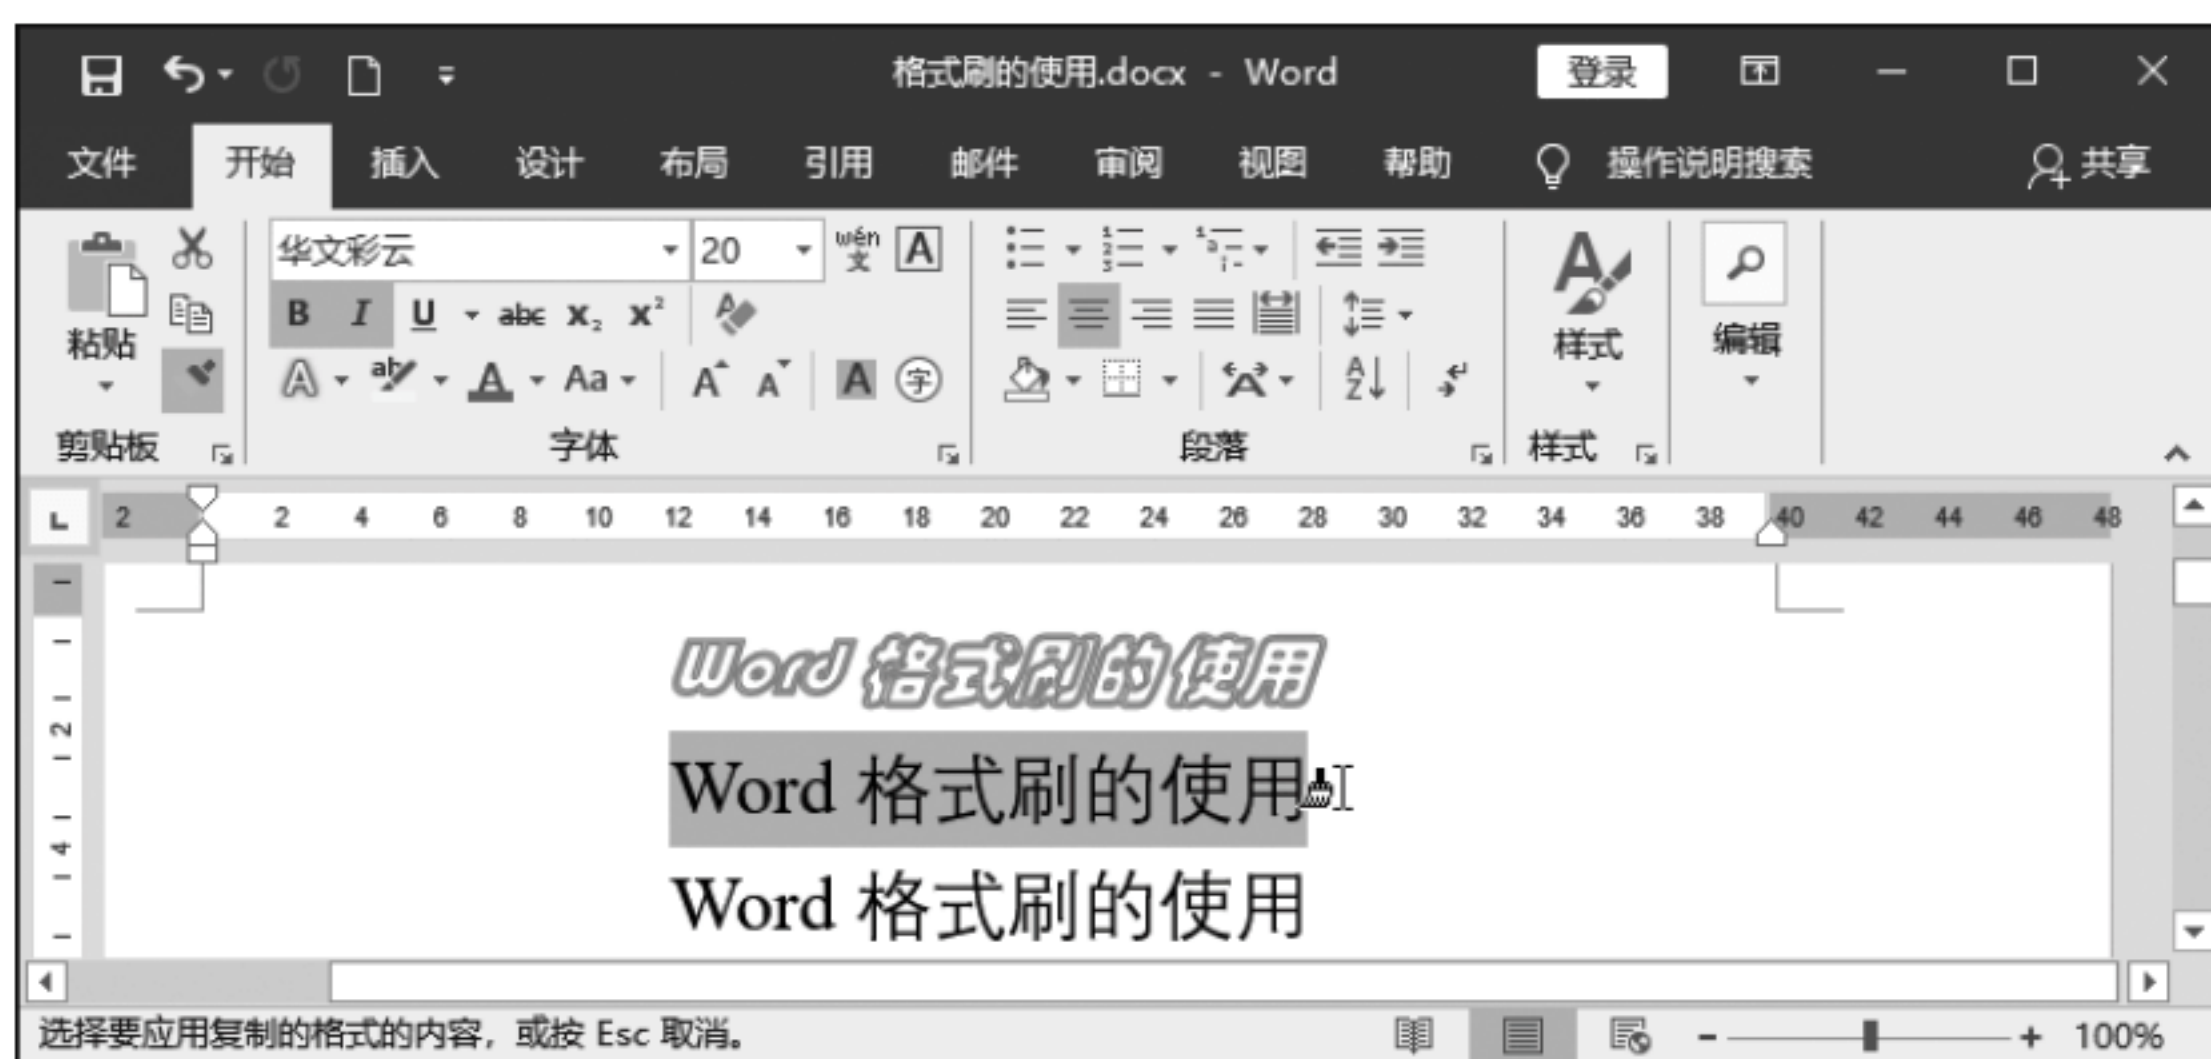 格式刷的使用.docx - Word 登录
文件 开始 插入 设计 布局 引用 邮件 审阅 视图 帮助 操作说明搜索 共享
华文彩云 20 wén 文 A
B I U abc x₂ x²
粘贴 样式 编辑
A aby A Aa A A A 字 A A Z
剪贴板 字体 段落 样式
2 2 4 6 8 10 12 14 16 18 20 22 24 26 28 30 32 34 36 38 40 42 44 46 48
Word 格式刷的使用
2
Word 格式刷的使用
4
Word 格式刷的使用
选择要应用复制的格式的内容，或按 Esc 取消。 100%